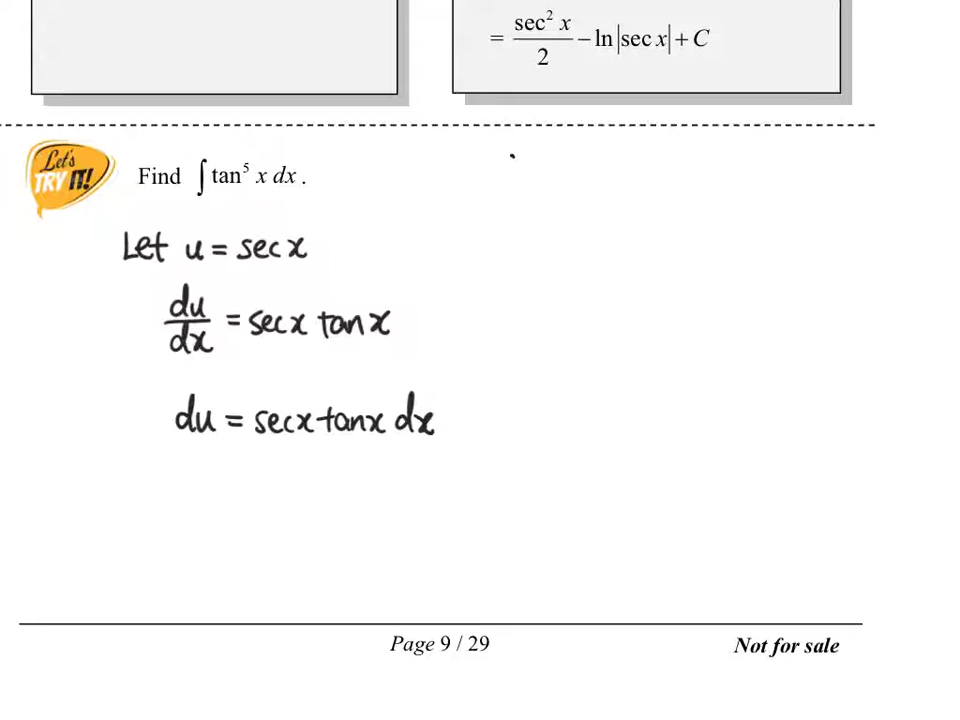 = sec² x / 2 − ln|sec x| + C
Let's TRY IT!
Find ∫ tan⁵ x dx .
Let u = sec x
du/dx = sec x tan x
du = sec x tan x dx
Page 9 / 29
Not for sale